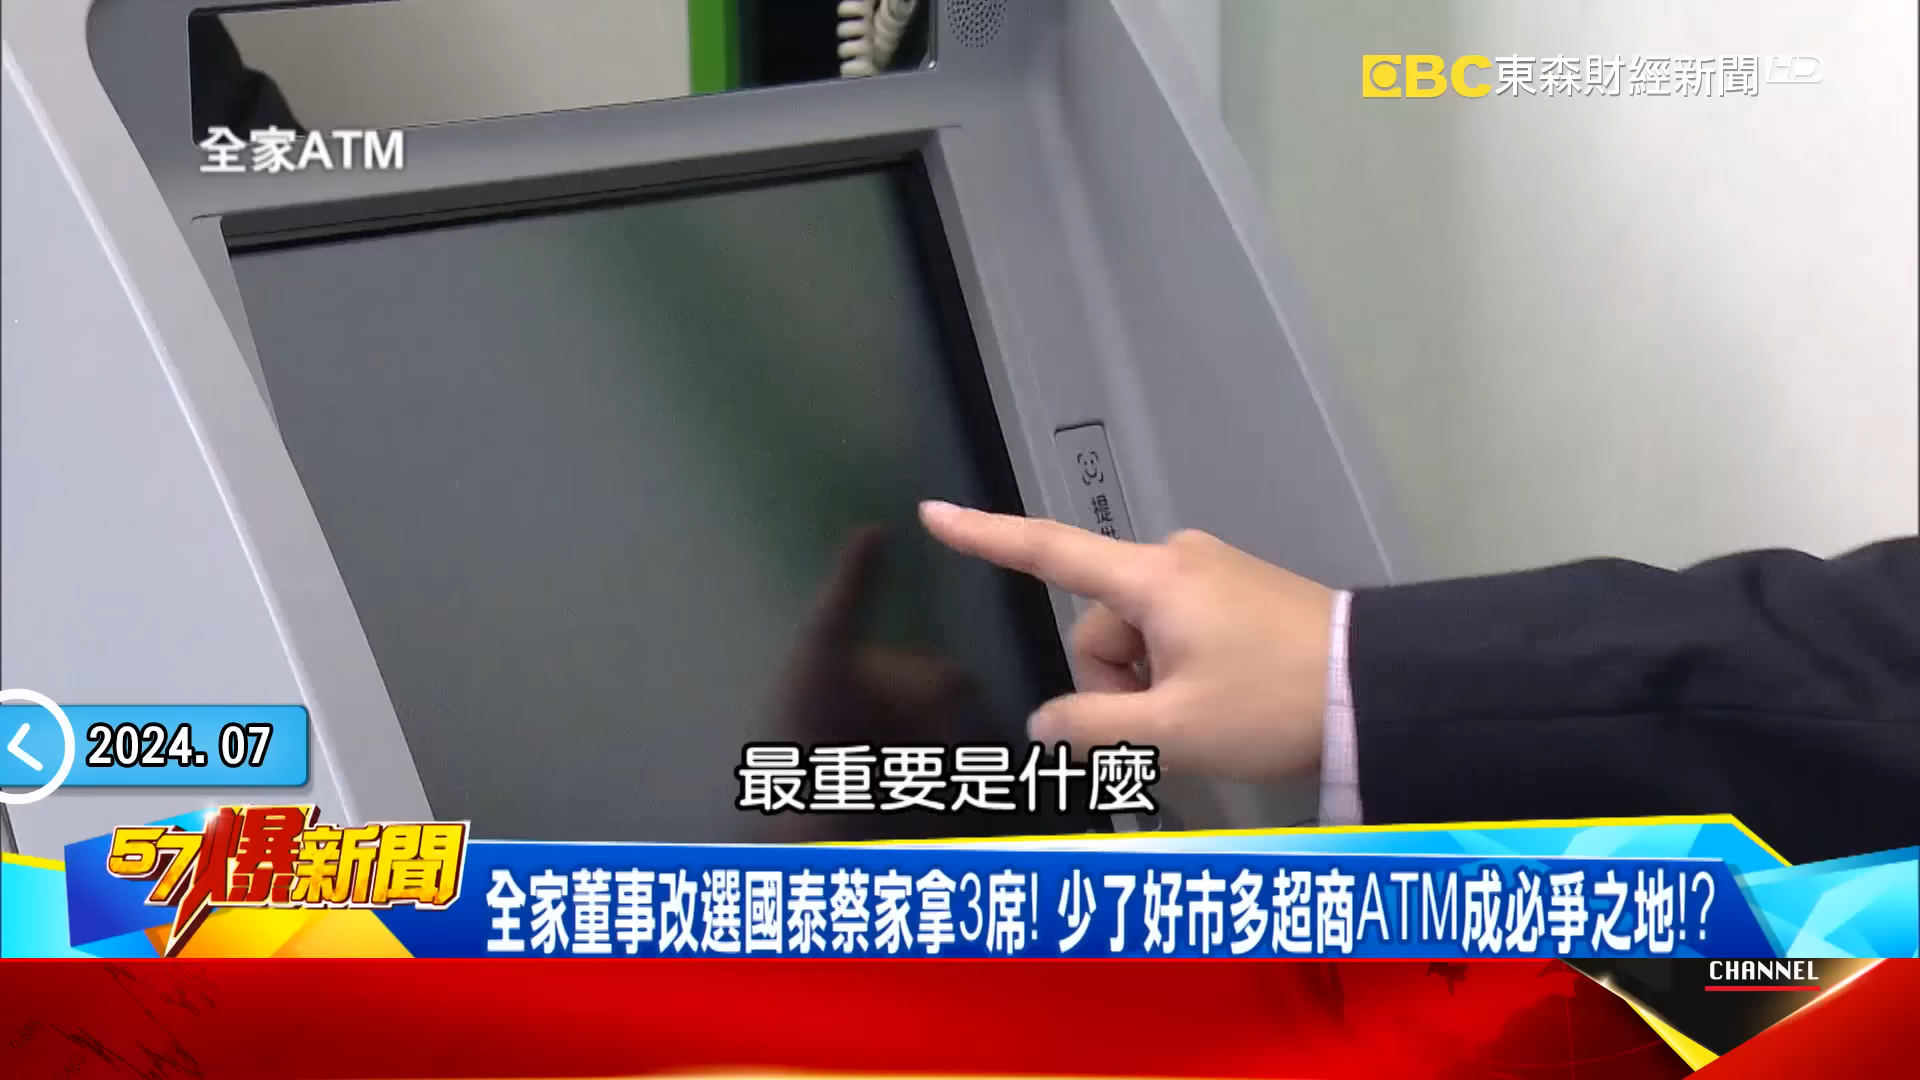 EBC東森財經新聞HD
全家ATM
2024.07
最重要是什麼
57爆新聞
全家董事改選國泰蔡家拿3席! 少了好市多超商ATM成必爭之地!?
CHANNEL